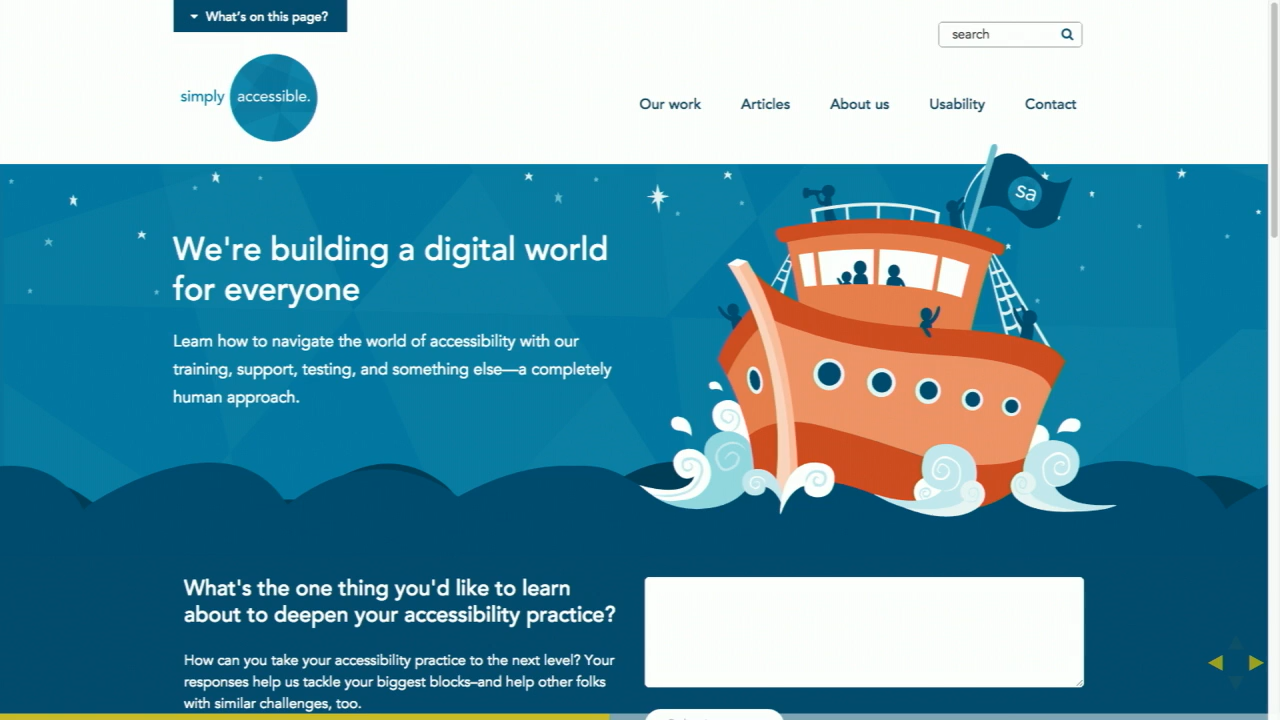 What's on this page?
search
simply accessible.
Our work Articles About us Usability Contact
sa
We're building a digital world
for everyone
Learn how to navigate the world of accessibility with our
training, support, testing, and something else—a completely
human approach.
What's the one thing you'd like to learn
about to deepen your accessibility practice?
How can you take your accessibility practice to the next level? Your
responses help us tackle your biggest blocks–and help other folks
with similar challenges, too.